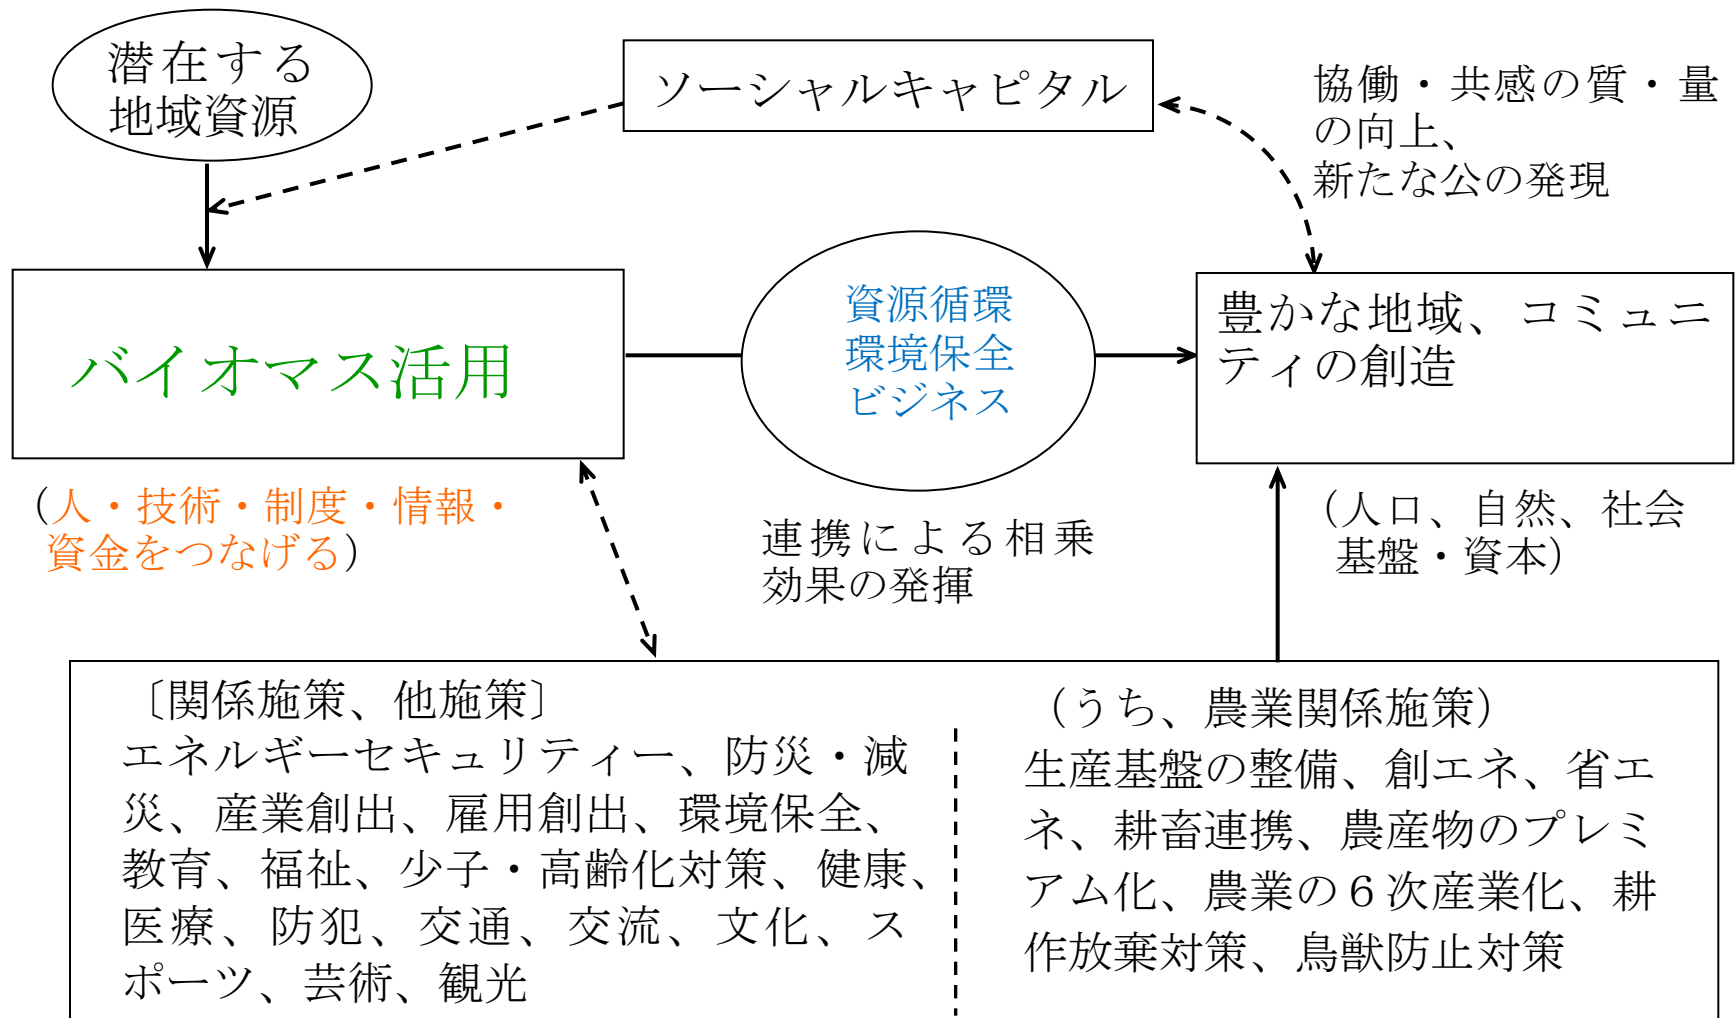 潜在する
地域資源
ソーシャルキャピタル
協働・共感の質・量
の向上、
新たな公の発現
バイオマス活用
資源循環
環境保全
ビジネス
豊かな地域、コミュニ
ティの創造
(人・技術・制度・情報・
資金をつなげる)
連携による相乗
効果の発揮
(人口、自然、社会
基盤・資本)
〔関係施策、他施策〕
エネルギーセキュリティー、防災・減
災、産業創出、雇用創出、環境保全、
教育、福祉、少子・高齢化対策、健康、
医療、防犯、交通、交流、文化、ス
ポーツ、芸術、観光
(うち、農業関係施策)
生産基盤の整備、創エネ、省エ
ネ、耕畜連携、農産物のプレミ
アム化、農業の６次産業化、耕
作放棄対策、鳥獣防止対策